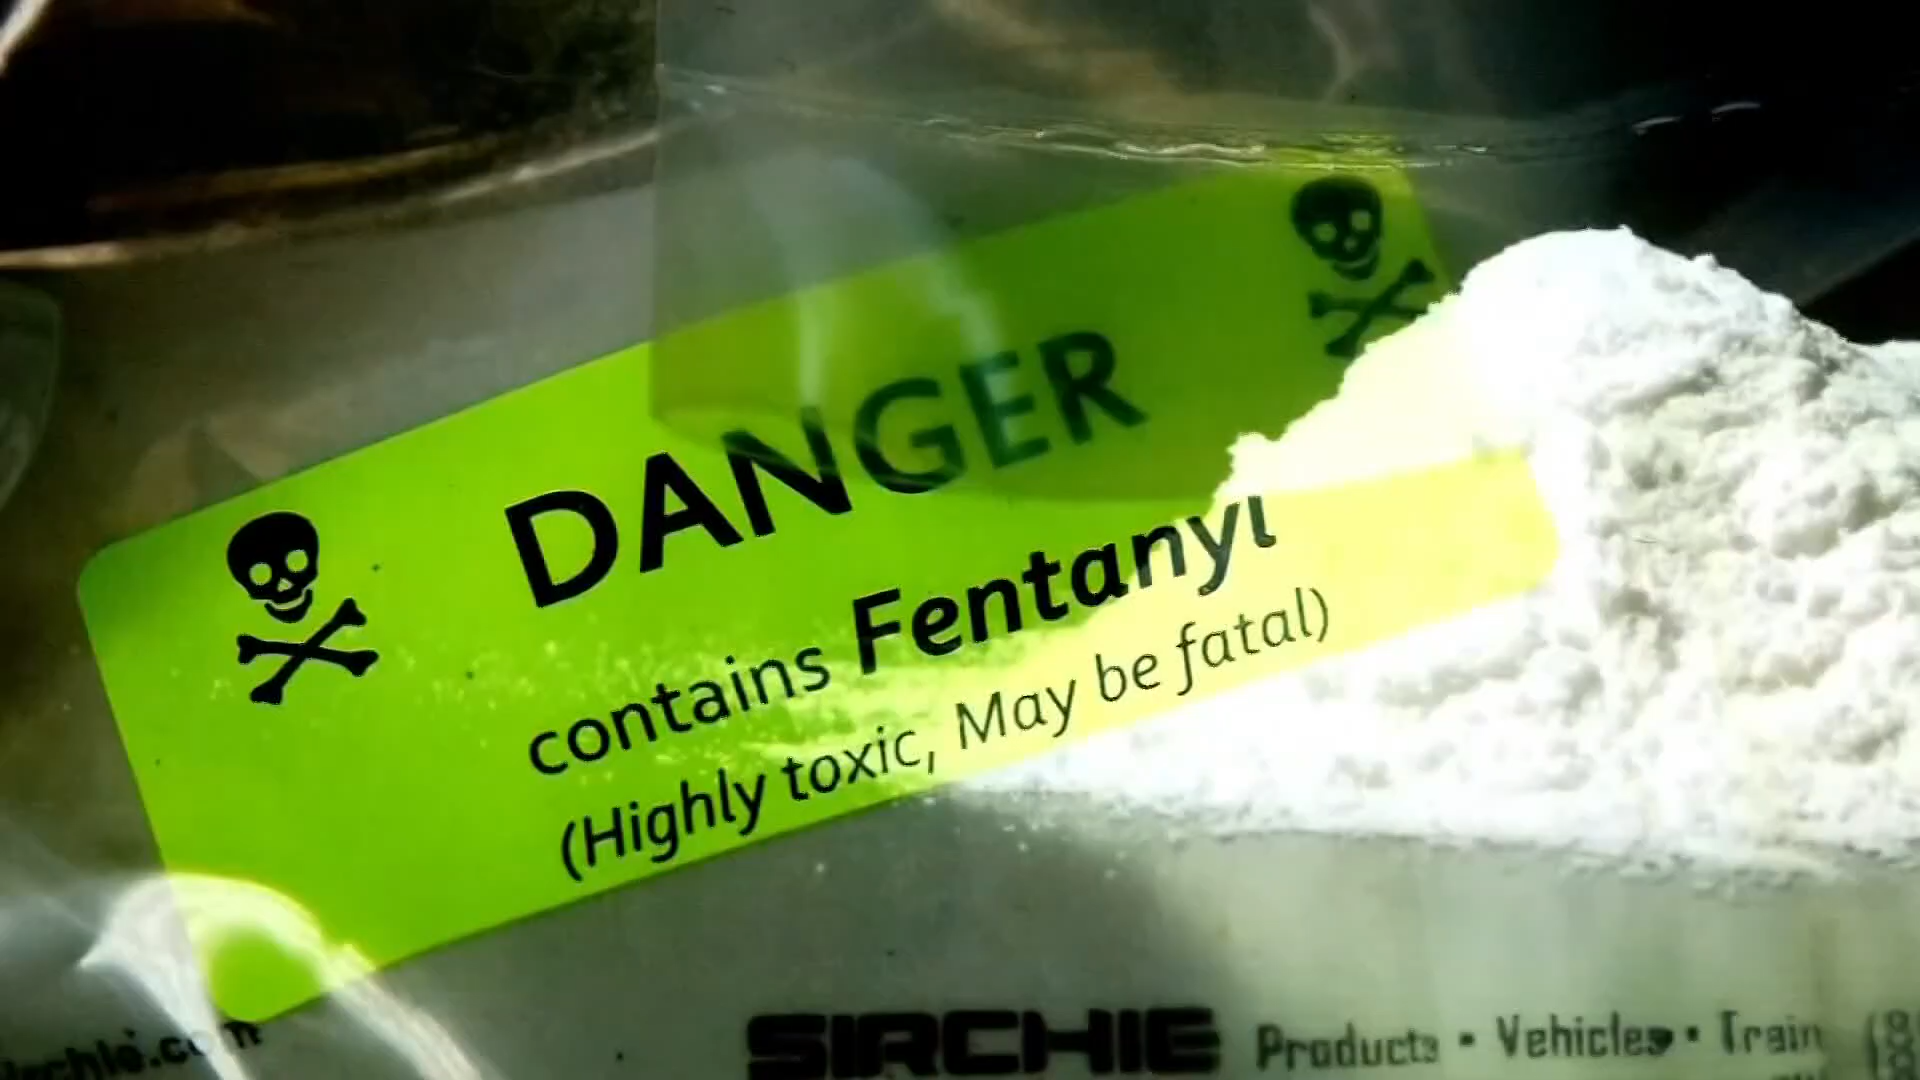 DANGER
contains Fentanyl
(Highly toxic, May be fatal)
SIRCHIE Products • Vehicles • Train